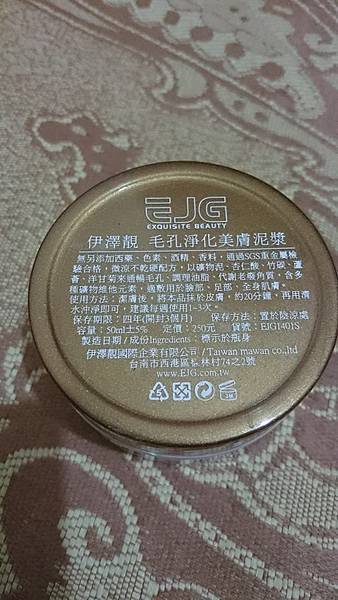 EJG
EXQUISITE BEAUTY
伊澤靚 毛孔淨化美膚泥漿
無另添加西藥、色素、酒精、香料，通過SGS重金屬檢
驗合格，微涼不乾硬配方，以礦物泥、杏仁酸、竹碳、蘆
薈、洋甘菊來通暢毛孔、調理油脂、代謝老廢角質，含多
種礦物維他元素，適敷用於臉部、足部、全身肌膚。
使用方法：潔膚後，將本品抹於皮膚，約20分鐘，再用清
水沖淨即可，建議每週使用1~3次。
保存期限：四年(開封3個月) 保存方法：置於陰涼處
容量：50ml±5% 定價：250元 貨號：EJG1401S
製造日期 / 成份Ingredients：標示於瓶身
伊澤靚國際企業有限公司 / Taiwan mawan co.,ltd
台南市西港區檨林村74之2號
www.EJG.com.tw